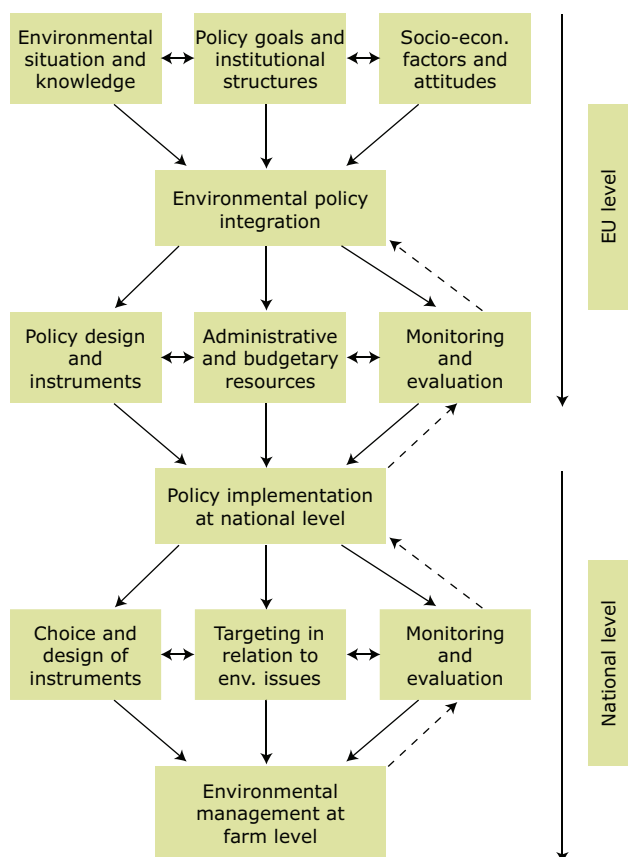 Environmental
situation and
knowledge
Policy goals and
institutional
structures
Socio-econ.
factors and
attitudes
Environmental policy
integration
EU level
Policy design
and
instruments
Administrative
and budgetary
resources
Monitoring
and
evaluation
Policy implementation
at national level
National level
Choice and
design of
instruments
Targeting in
relation to
env. issues
Monitoring
and
evaluation
Environmental
management at
farm level